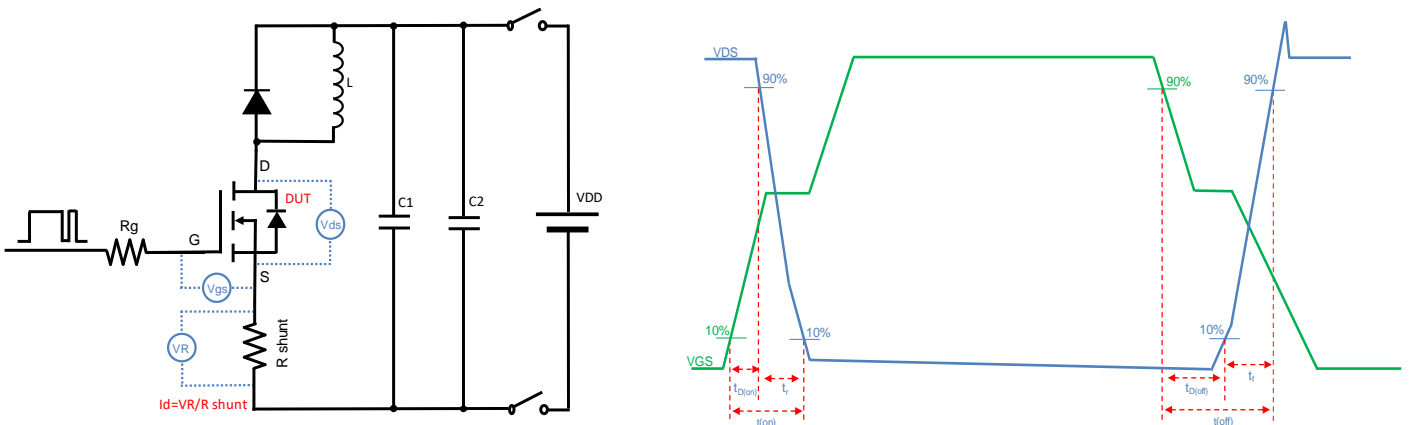 L
D
DUT
Vds
C1
C2
VDD
Rg
G
S
Vgs
VR
R shunt
Id=VR/R shunt
VDS
90%
90%
90%
10%
10%
10%
VGS
tD(on)
tr
t(on)
tD(off)
tf
t(off)